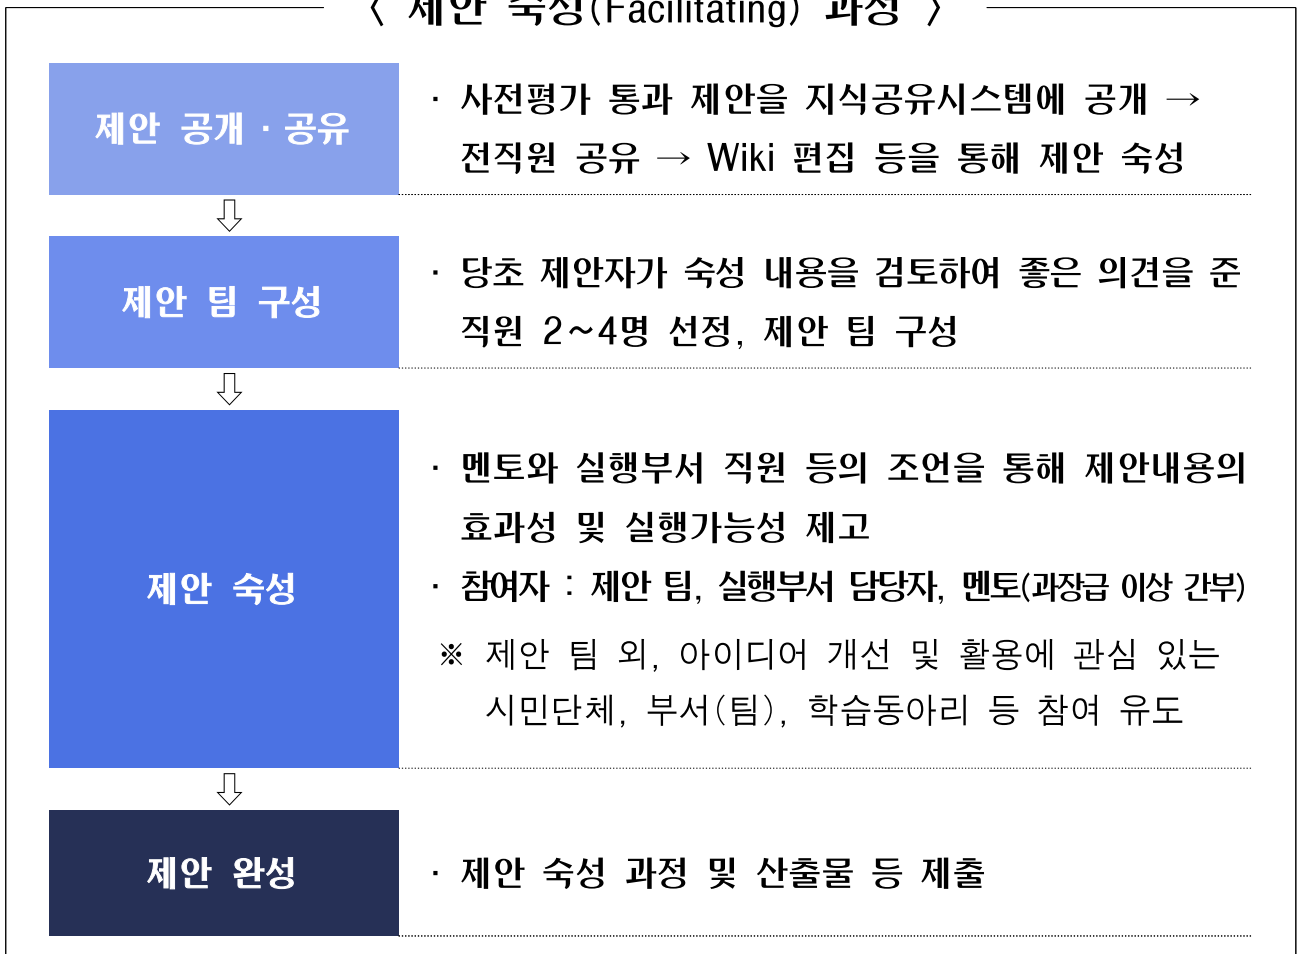 〈 제안 숙성(Facilitating) 과정 〉
제안 공개 · 공유
· 사전평가 통과 제안을 지식공유시스템에 공개 →
전직원 공유 → Wiki 편집 등을 통해 제안 숙성
⇩
제안 팀 구성
· 당초 제안자가 숙성 내용을 검토하여 좋은 의견을 준
직원 2～4명 선정, 제안 팀 구성
⇩
제안 숙성
· 멘토와 실행부서 직원 등의 조언을 통해 제안내용의
효과성 및 실행가능성 제고
· 참여자 : 제안 팀, 실행부서 담당자, 멘토(과장급 이상 간부)
※ 제안 팀 외, 아이디어 개선 및 활용에 관심 있는
시민단체, 부서(팀), 학습동아리 등 참여 유도
⇩
제안 완성
· 제안 숙성 과정 및 산출물 등 제출